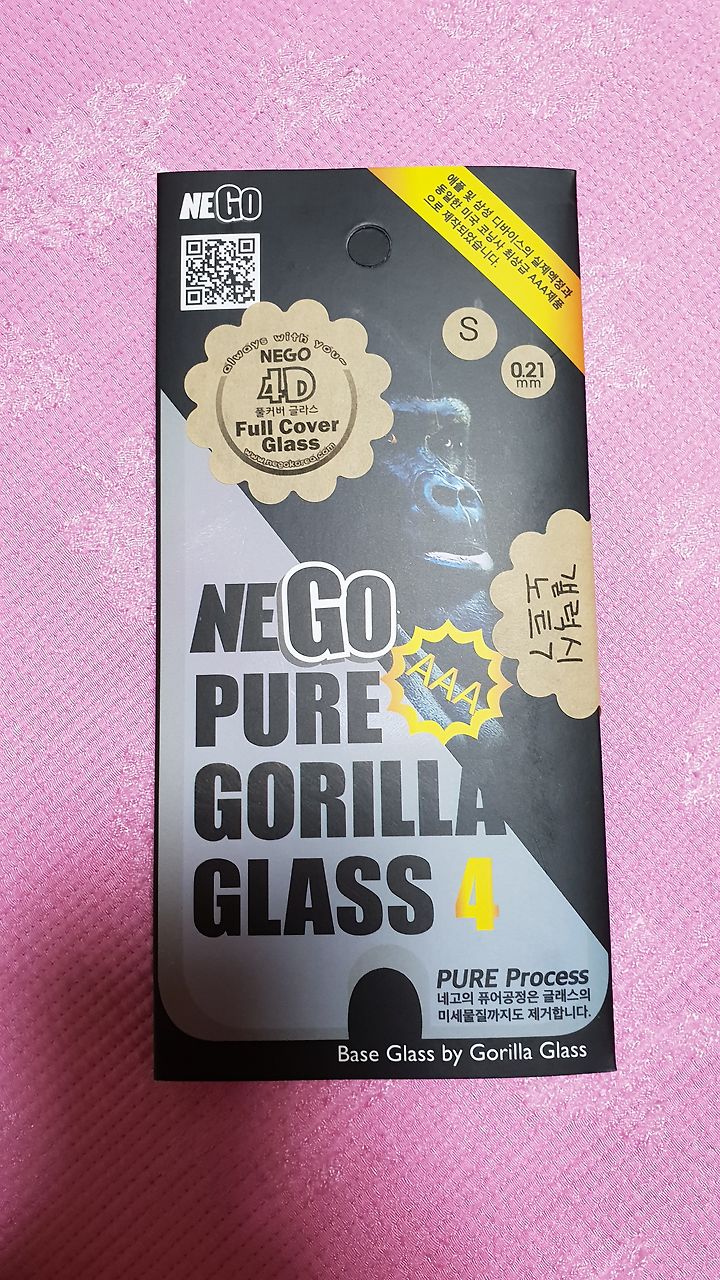 NEGO
애플 및 삼성 디바이스의 실제액정과
동일한 미국 코닝사 최상급 AAA제품
으로 제작되었습니다.
S
0.21
mm
always with you~
NEGO
4D
풀커버 글라스
Full Cover
Glass
www.negokorea.com
갤럭시
노트7
NEGO
AAA
PURE
GORILLA
GLASS 4
PURE Process
네고의 퓨어공정은 글래스의
미세물질까지도 제거합니다.
Base Glass by Gorilla Glass